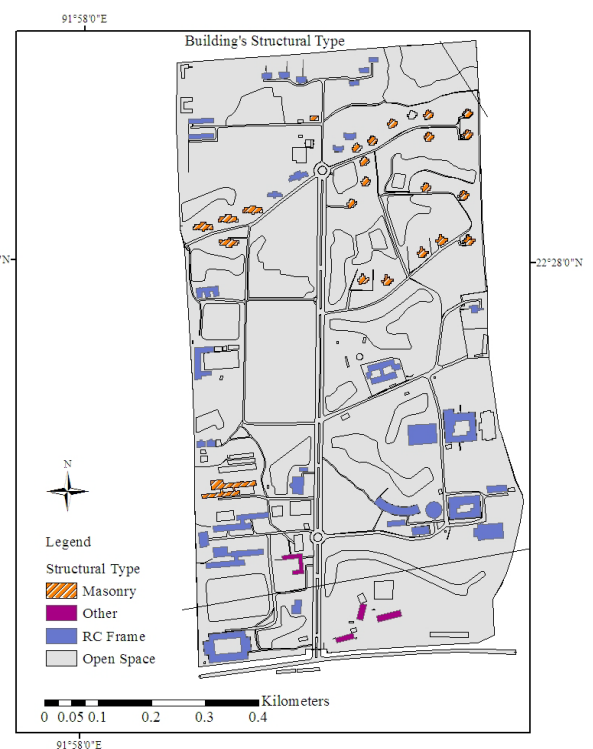 91°58'0"E
Building's Structural Type
"N
22°28'0"N
N
Legend
Structural Type
Masonry
Other
RC Frame
Open Space
Kilometers
0 0.05 0.1 0.2 0.3 0.4
91°58'0"E